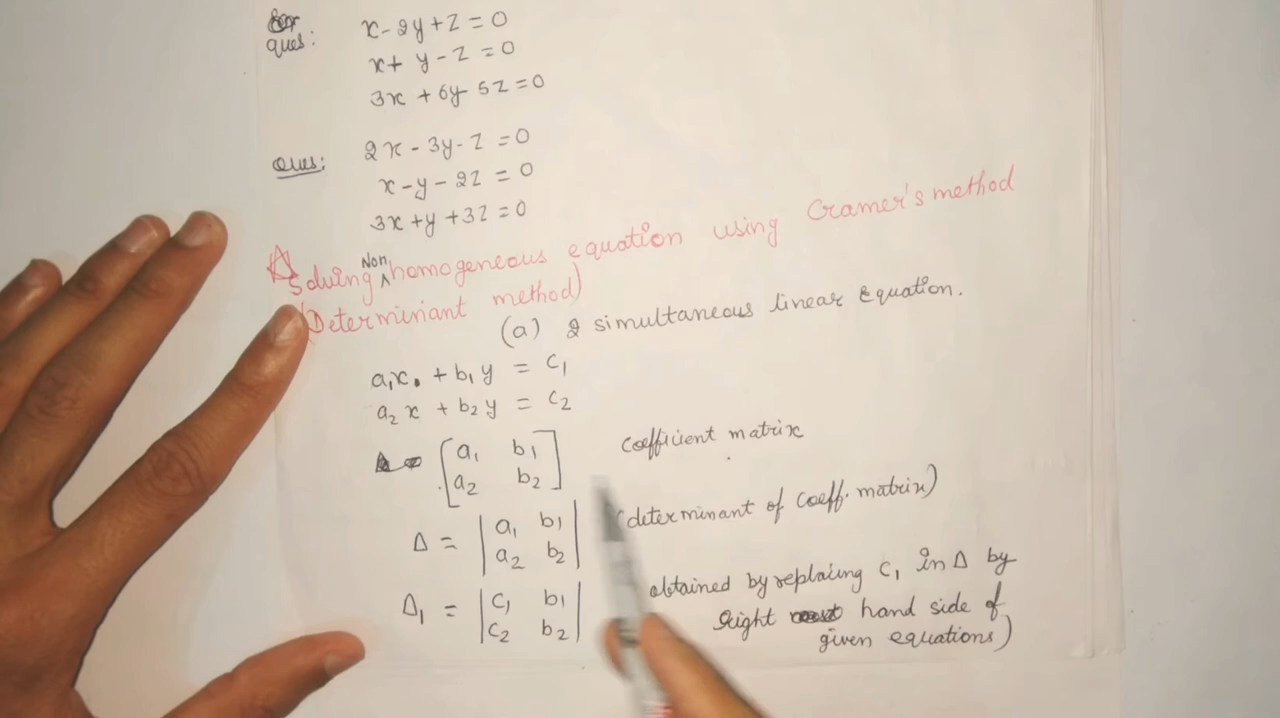 ques:
x - 2y + z = 0
x + y - z = 0
3x + 6y - 5z = 0
Ques:
2x - 3y - z = 0
x - y - 2z = 0
3x + y + 3z = 0
Solving Non homogeneous equation using Cramer's method
(Determinant method)
(a) 2 simultaneous linear Equation.
a₁x + b₁y = c₁
a₂x + b₂y = c₂
[a₁ b₁
a₂ b₂] coefficient matrix
Δ = |a₁ b₁
a₂ b₂| (determinant of coeff. matrix)
Δ₁ = |c₁ b₁
c₂ b₂| obtained by replaing C₁ in Δ by
Right hand side of
given equations)